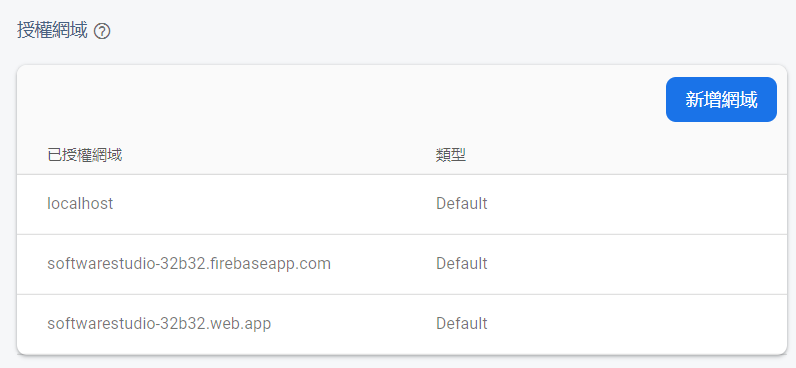 授權網域
新增網域
已授權網域 類型
localhost Default
softwarestudio-32b32.firebaseapp.com Default
softwarestudio-32b32.web.app Default